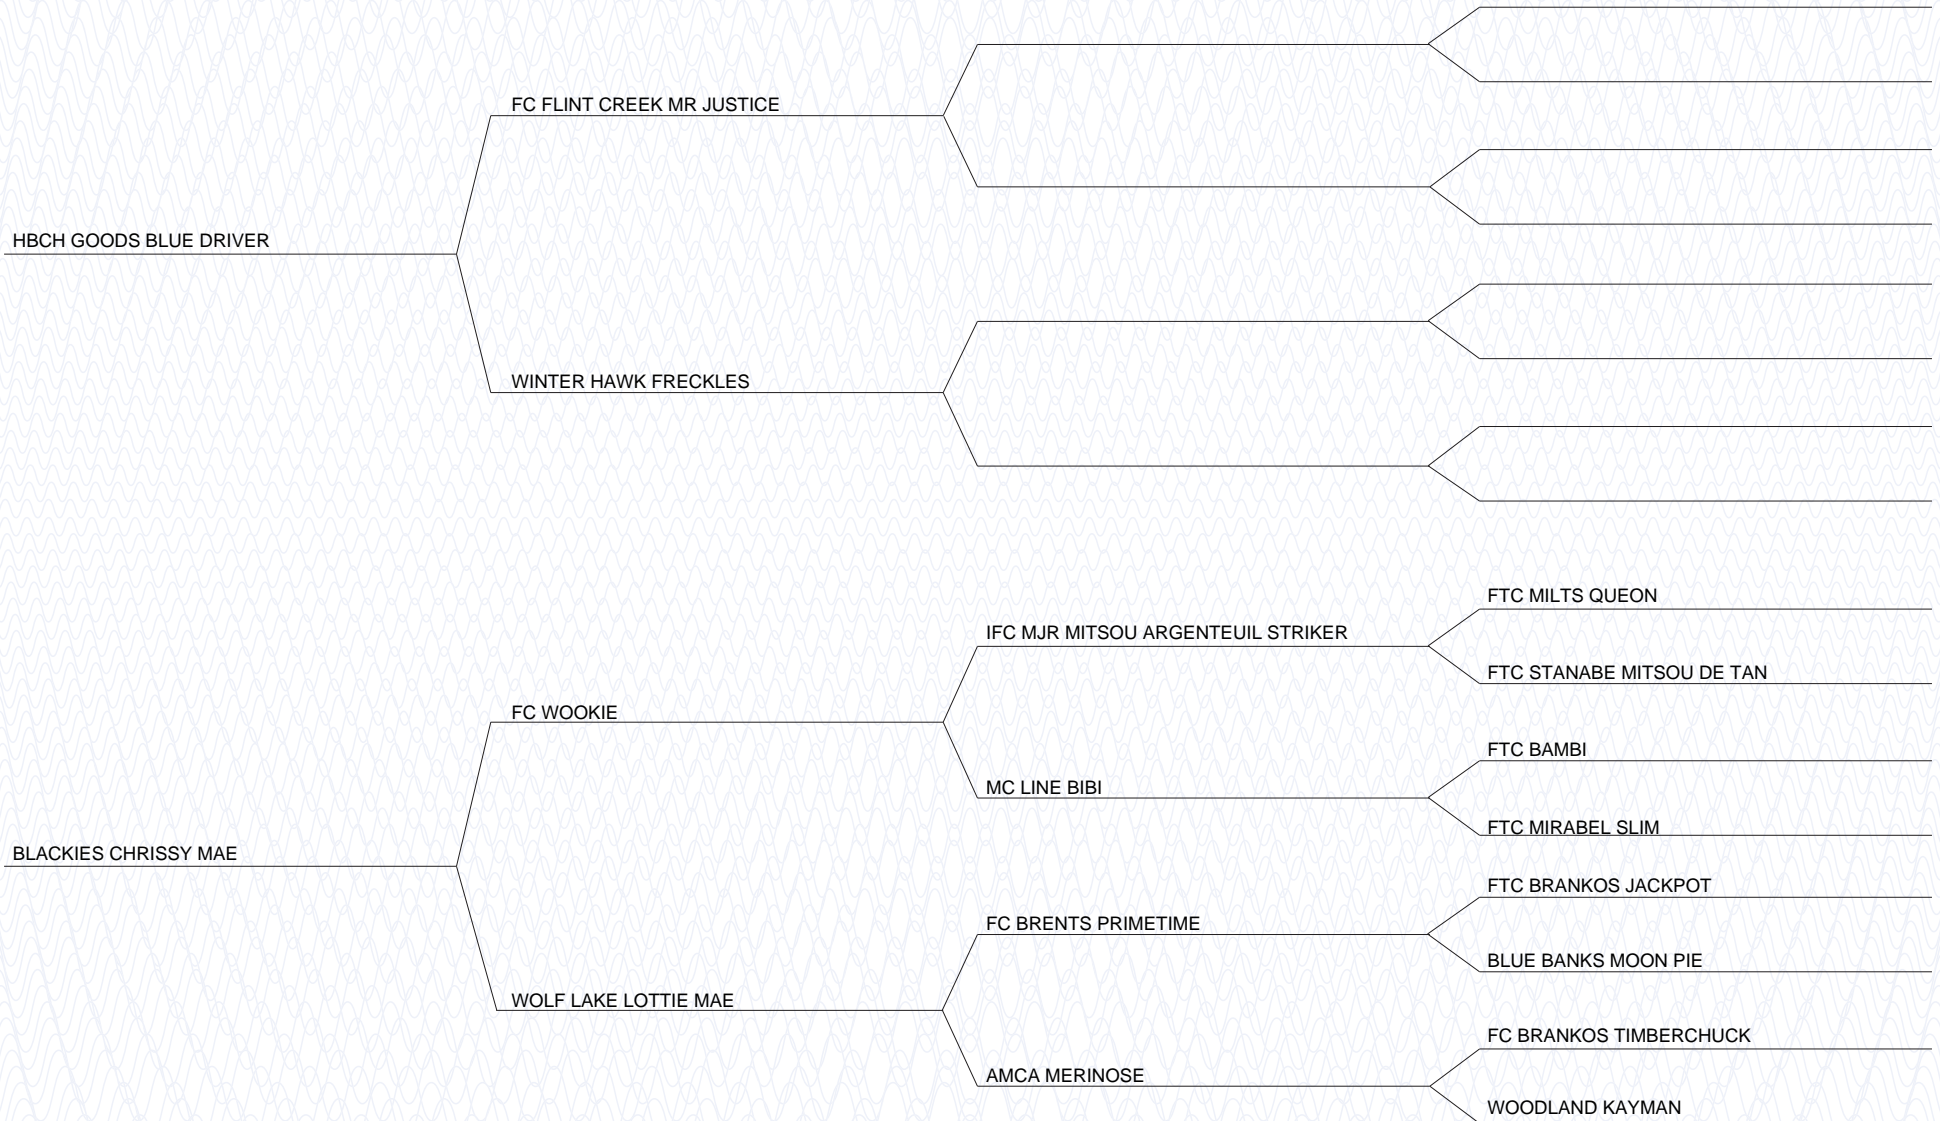 FC FLINT CREEK MR JUSTICE
HBCH GOODS BLUE DRIVER
WINTER HAWK FRECKLES
FTC MILTS QUEON
IFC MJR MITSOU ARGENTEUIL STRIKER
FTC STANABE MITSOU DE TAN
FC WOOKIE
FTC BAMBI
MC LINE BIBI
FTC MIRABEL SLIM
BLACKIES CHRISSY MAE
FTC BRANKOS JACKPOT
FC BRENTS PRIMETIME
BLUE BANKS MOON PIE
WOLF LAKE LOTTIE MAE
FC BRANKOS TIMBERCHUCK
AMCA MERINOSE
WOODLAND KAYMAN